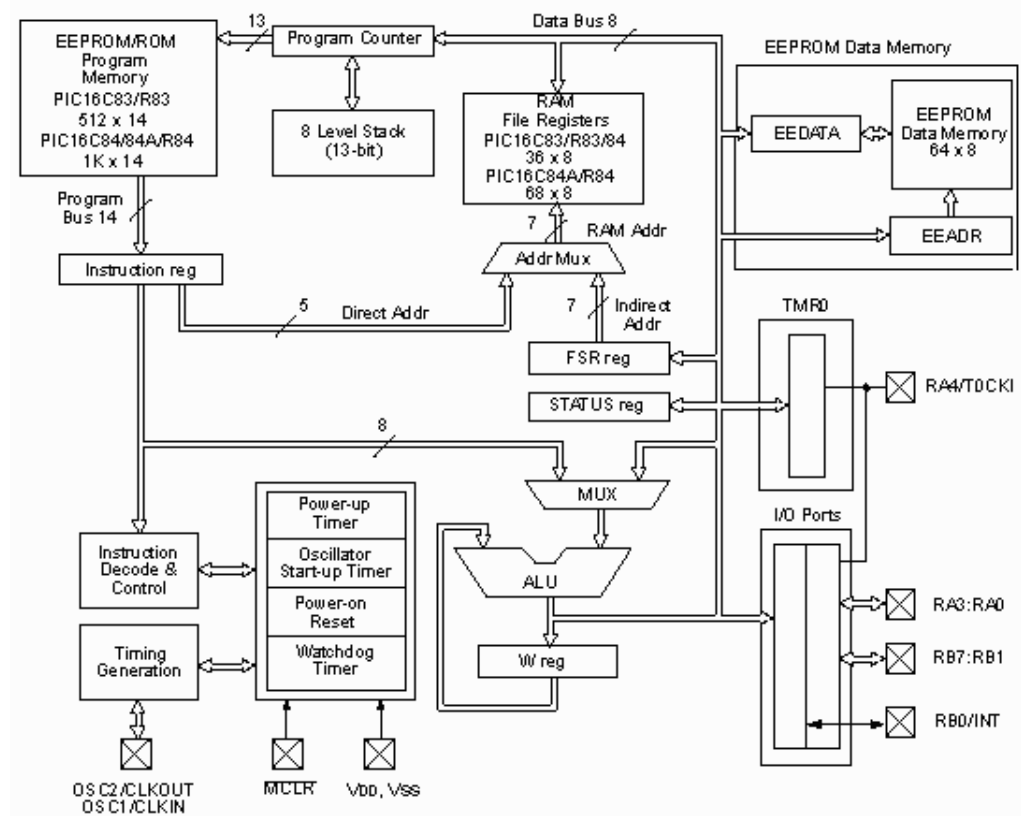 13
Data Bus 8
EEPROM/ROM
Program
Memory
PIC16C83/R83
512 x 14
PIC16C84/84A/R84
1K x 14
Program Counter
8 Level Stack
(13-bit)
RAM
File Registers
PIC16C83/R83/84
36 x 8
PIC16C84A/R84
68 x 8
EEPROM Data Memory
EEDATA
EEPROM
Data Memory
64 x 8
EEADR
Program
Bus 14
7
RAM Addr
Addr Mux
Instruction reg
5
Direct Addr
7
Indirect
Addr
FSR reg
STATUS reg
TMR0
RA4/T0CKI
8
MUX
Power-up
Timer
Oscillator
Start-up Timer
Power-on
Reset
Watchdog
Timer
Instruction
Decode &
Control
Timing
Generation
ALU
W reg
I/O Ports
RA3:RA0
RB7:RB1
RB0/INT
OSC2/CLKOUT
OSC1/CLKIN
MCLR
VDD, VSS